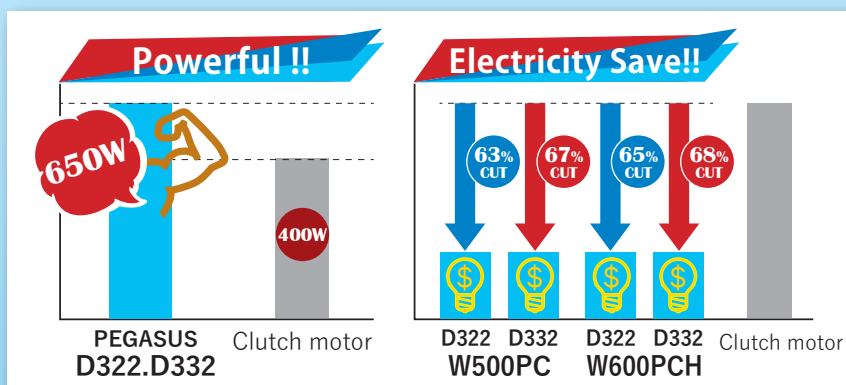 Powerful !!
650W
400W
PEGASUS
D322.D332
Clutch motor
Electricity Save!!
63%
CUT
67%
CUT
65%
CUT
68%
CUT
$ $ $ $
D322 D332 D322 D332 Clutch motor
W500PC W600PCH